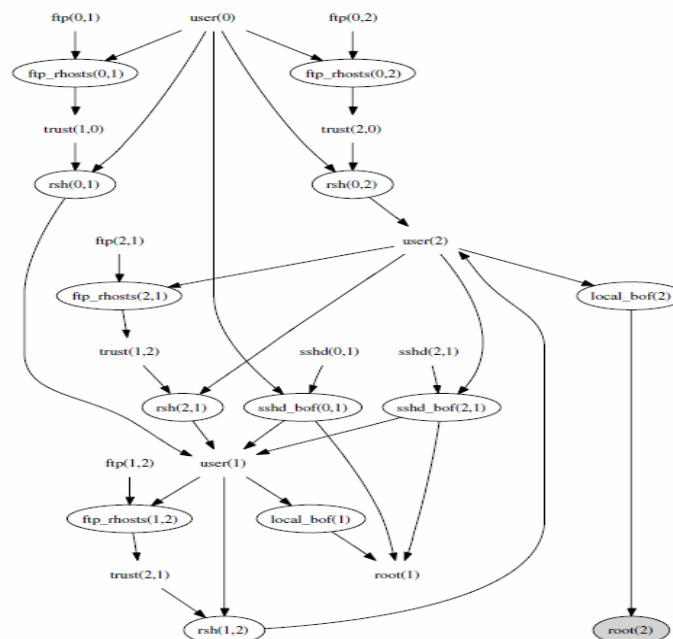 ftp(0,1)
user(0)
ftp(0,2)
ftp_rhosts(0,1)
ftp_rhosts(0,2)
trust(1,0)
trust(2,0)
rsh(0,1)
rsh(0,2)
ftp(2,1)
user(2)
ftp_rhosts(2,1)
local_bof(2)
trust(1,2)
sshd(0,1)
sshd(2,1)
rsh(2,1)
sshd_bof(0,1)
sshd_bof(2,1)
ftp(1,2)
user(1)
ftp_rhosts(1,2)
local_bof(1)
trust(2,1)
root(1)
rsh(1,2)
root(2)